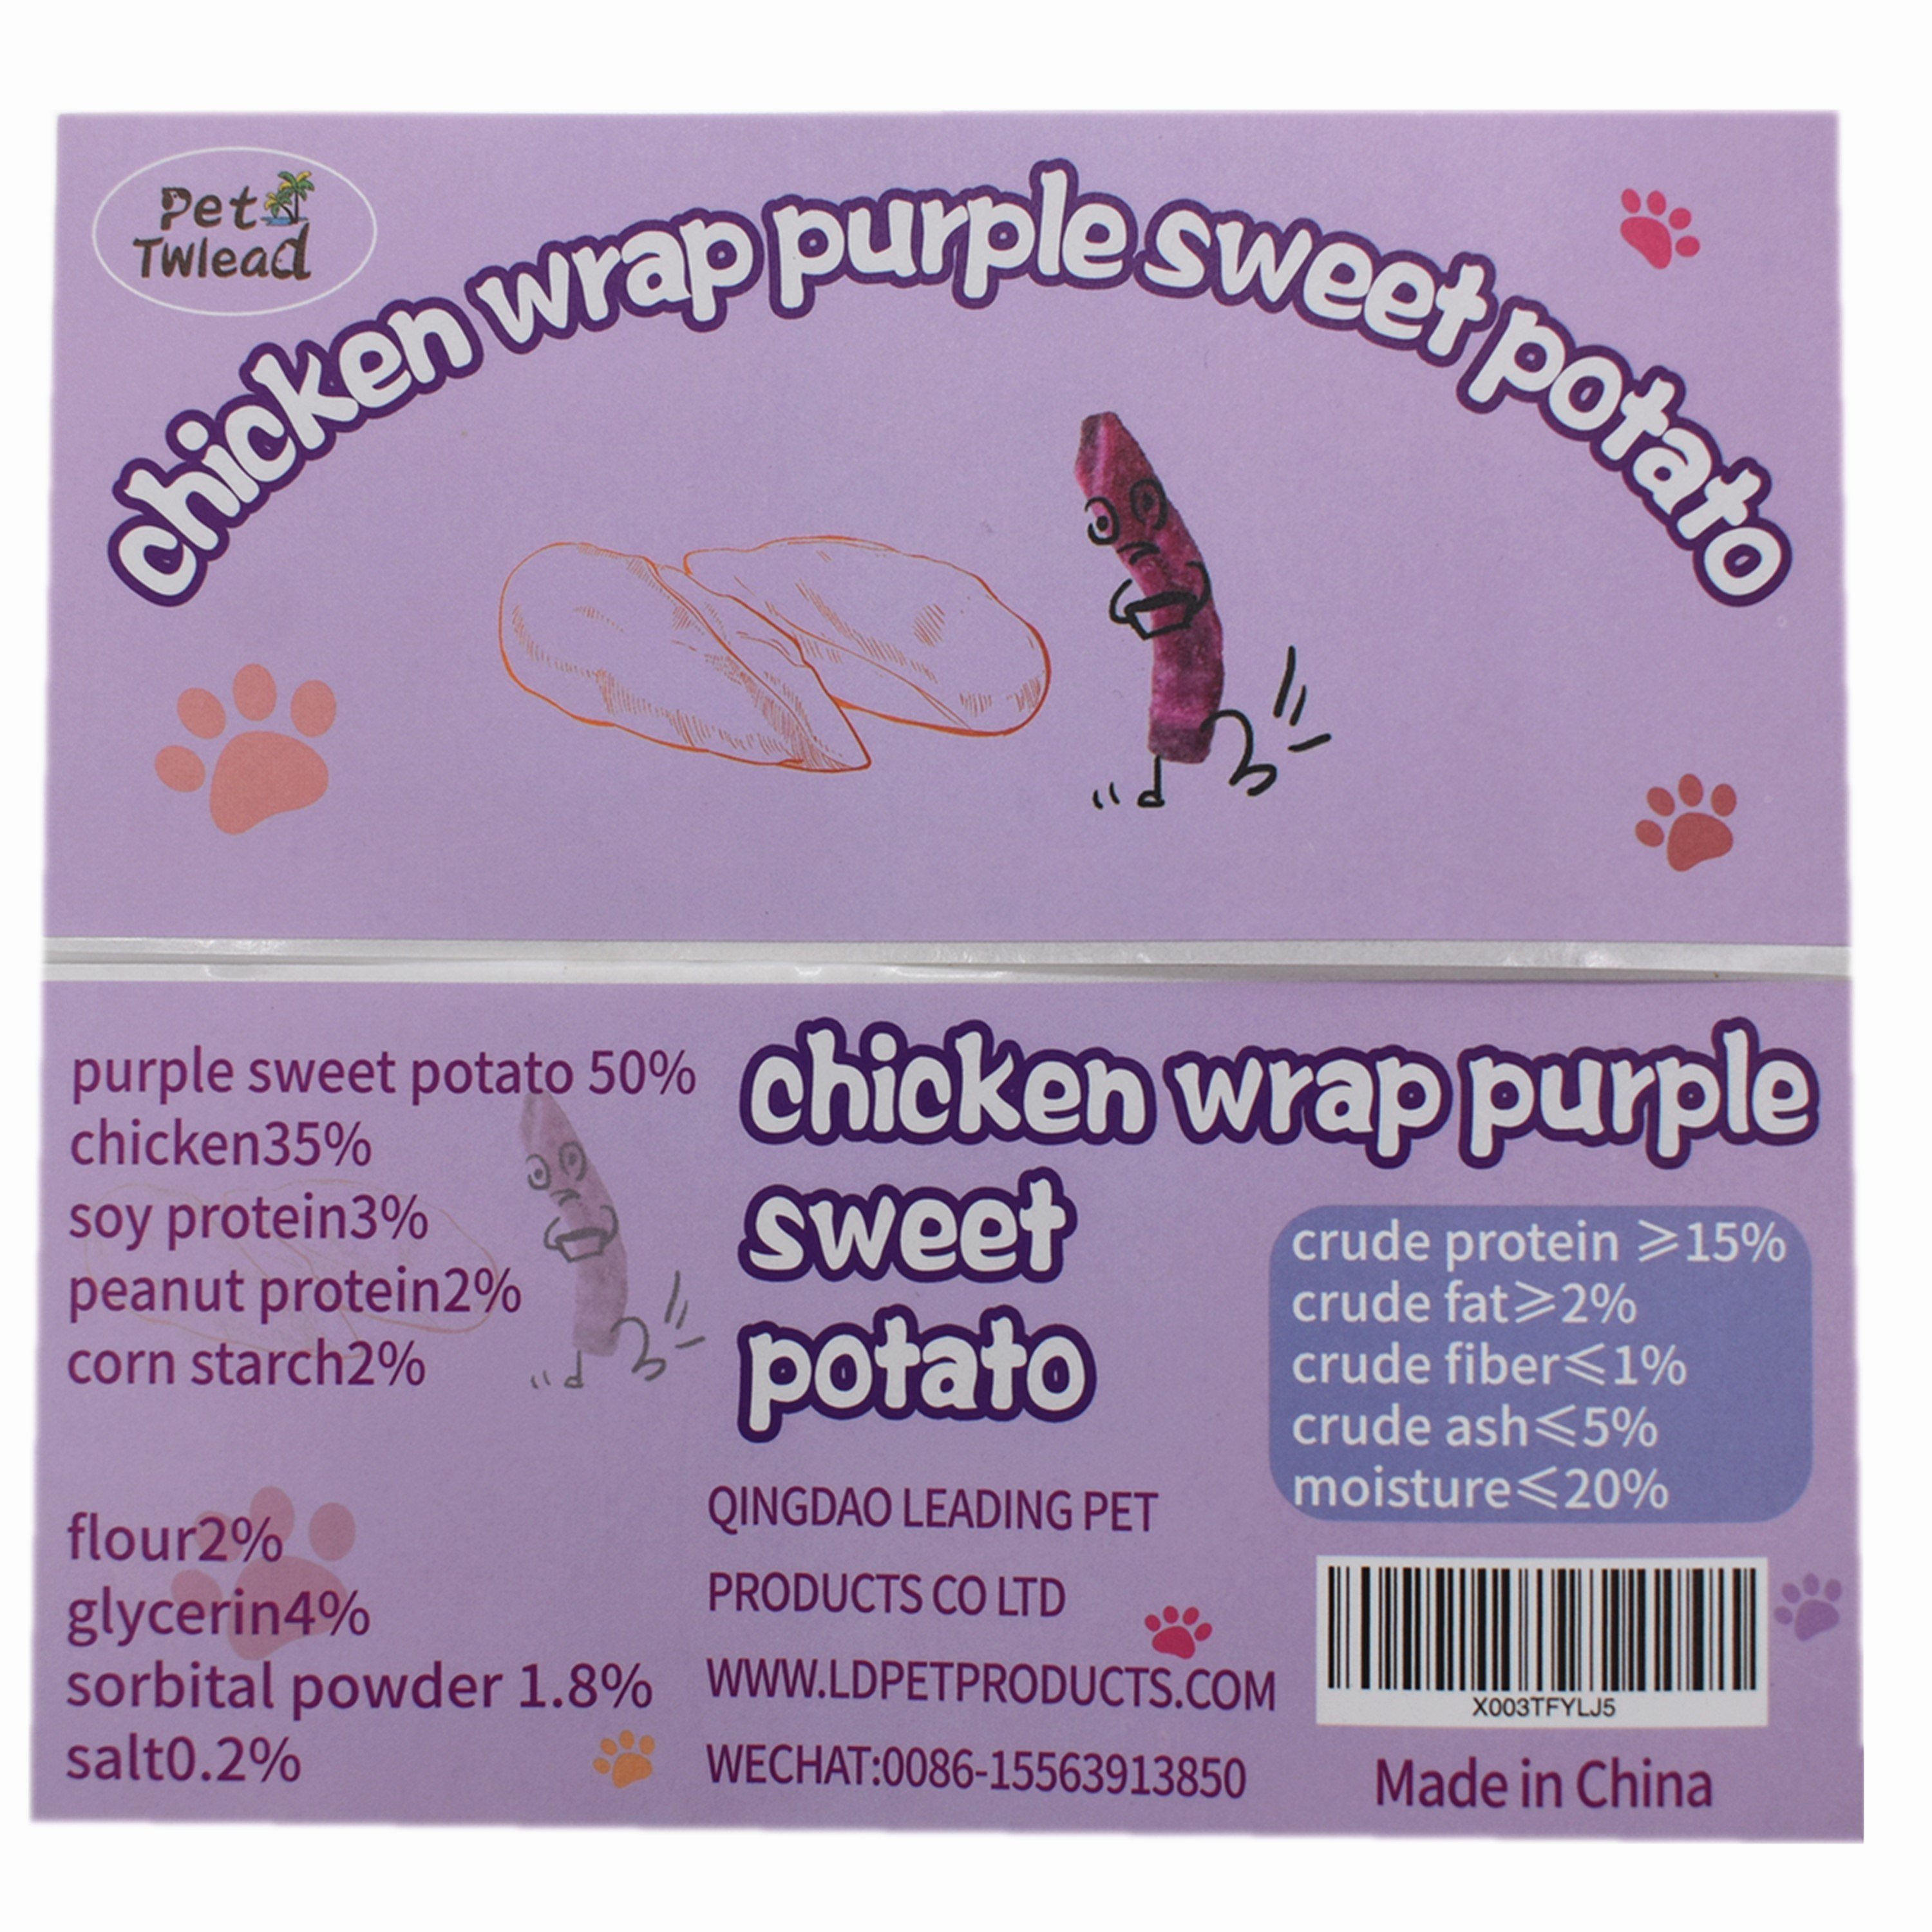 Pet
TWlead
chicken wrap purple sweet potato
purple sweet potato 50%
chicken35%
soy protein3%
peanut protein2%
corn starch2%
flour2%
glycerin4%
sorbital powder 1.8%
salt0.2%
chicken wrap purple
sweet
potato
QINGDAO LEADING PET
PRODUCTS CO LTD
WWW.LDPETPRODUCTS.COM
WECHAT:0086-15563913850
crude protein ⩾15%
crude fat⩾2%
crude fiber⩽1%
crude ash⩽5%
moisture⩽20%
X003TFYLJ5
Made in China